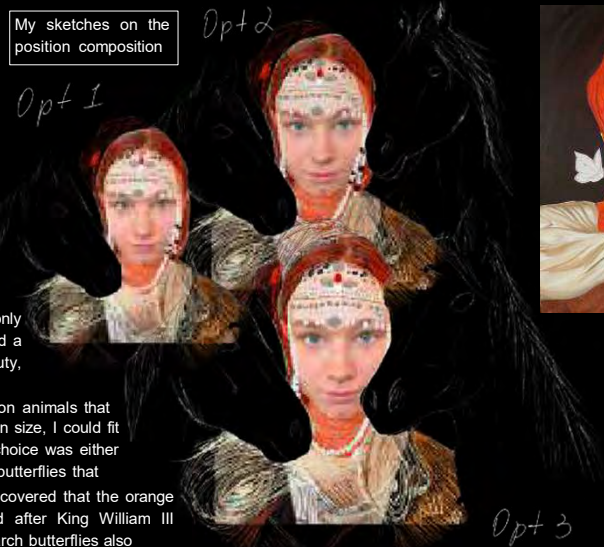 My sketches on the
position composition
Opt 2
Opt 1
only
d a
uty,
on animals that
n size, I could fit
choice was either
butterflies that
covered that the orange
d after King William III
rch butterflies also
Opt 3